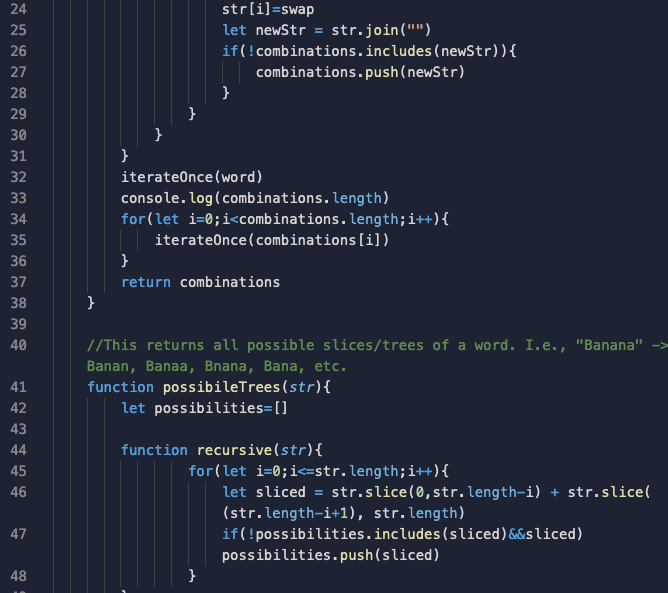 24 str[i]=swap
25 let newStr = str.join("")
26 if(!combinations.includes(newStr)){
27 combinations.push(newStr)
28 }
29 }
30 }
31 }
32 iterateOnce(word)
33 console.log(combinations.length)
34 for(let i=0;i<combinations.length;i++){
35 iterateOnce(combinations[i])
36 }
37 return combinations
38 }
39
40 //This returns all possible slices/trees of a word. I.e., "Banana" ->
Banan, Banaa, Bnana, Bana, etc.
41 function possibileTrees(str){
42 let possibilities=[]
43
44 function recursive(str){
45 for(let i=0;i<=str.length;i++){
46 let sliced = str.slice(0,str.length-i) + str.slice(
(str.length-i+1), str.length)
47 if(!possibilities.includes(sliced)&&sliced)
possibilities.push(sliced)
48 }